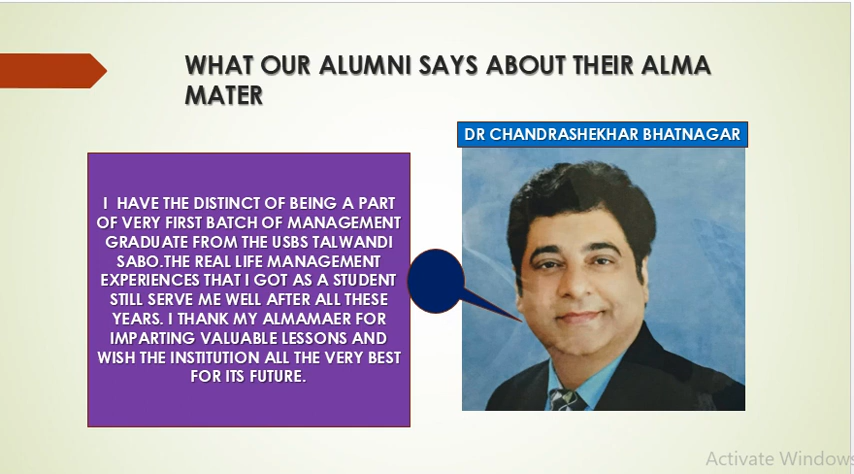 WHAT OUR ALUMNI SAYS ABOUT THEIR ALMA
MATER
DR CHANDRASHEKHAR BHATNAGAR
I HAVE THE DISTINCT OF BEING A PART
OF VERY FIRST BATCH OF MANAGEMENT
GRADUATE FROM THE USBS TALWANDI
SABO.THE REAL LIFE MANAGEMENT
EXPERIENCES THAT I GOT AS A STUDENT
STILL SERVE ME WELL AFTER ALL THESE
YEARS. I THANK MY ALMAMAER FOR
IMPARTING VALUABLE LESSONS AND
WISH THE INSTITUTION ALL THE VERY BEST
FOR ITS FUTURE.
Activate Windows